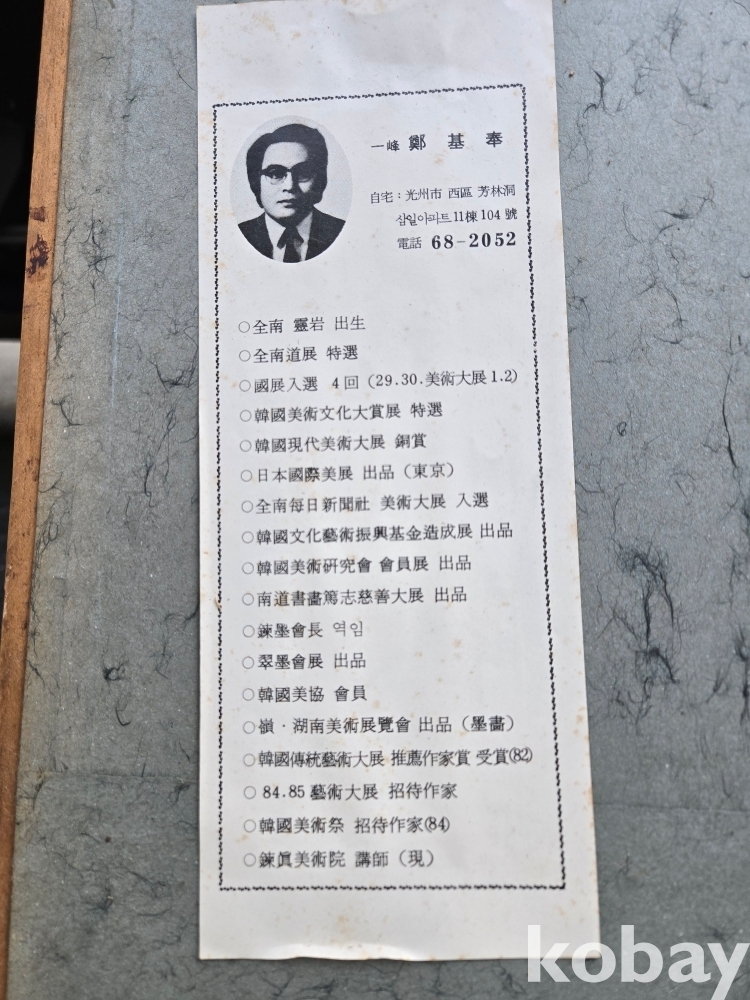 一峰 鄭基奉
自宅：光州市 西區 芳林洞
삼일아파트 11棟 104 號
電話 68-2052
○全南 靈岩 出生
○全南道展 特選
○國展入選 4回 (29.30.美術大展1.2)
○韓國美術文化大賞展 特選
○韓國現代美術大展 銅賞
○日本國際美展 出品 (東京)
○全南每日新聞社 美術大展 入選
○韓國文化藝術振興基金造成展 出品
○韓國美術硏究會 會員展 出品
○南道書畵篤志慈善大展 出品
○鍊墨會長 역임
○翠墨會展 出品
○韓國美協 會員
○嶺·湖南美術展覽會 出品 (墨畵)
○韓國傳統藝術大展 推薦作家賞 受賞(82)
○84.85 藝術大展 招待作家
○韓國美術祭 招待作家(84)
○鍊眞美術院 講師 (現)
kobay